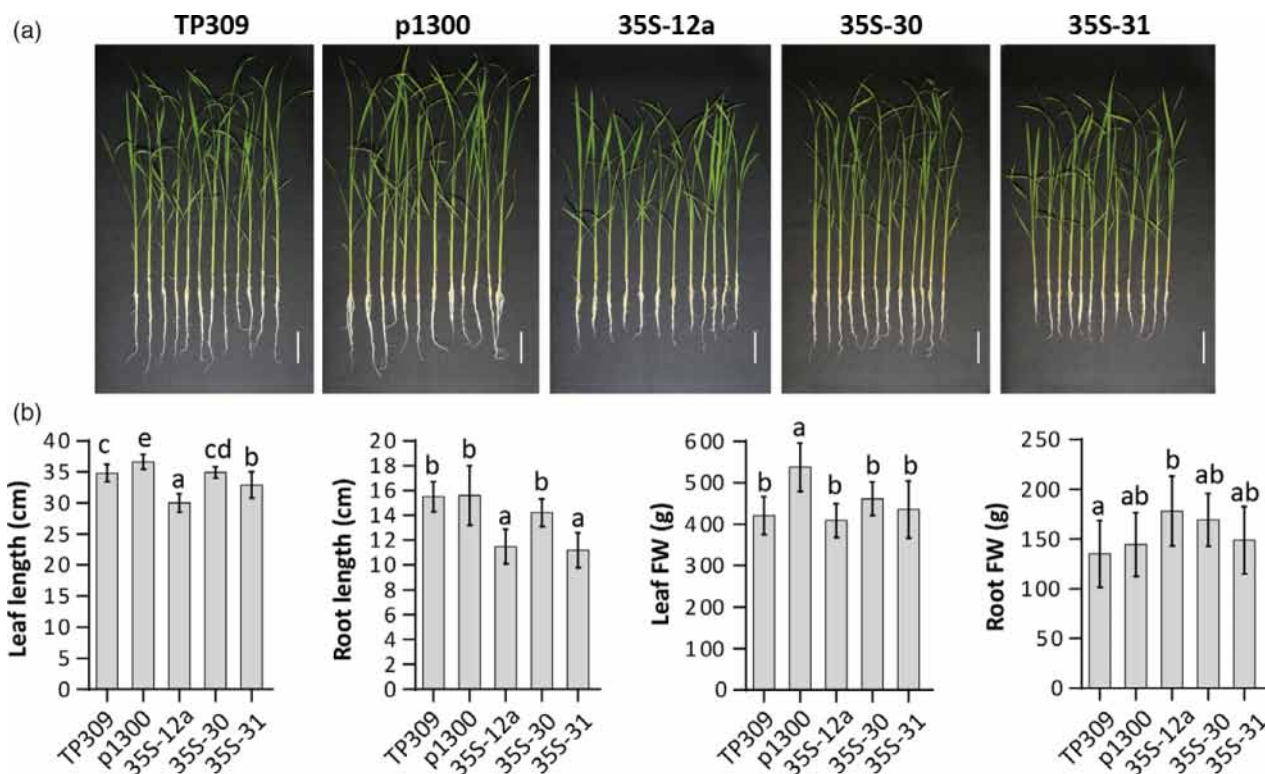 (a)
TP309 p1300 35S-12a 35S-30 35S-31
(b)
Leaf length (cm)
40
35
30
25
20
15
10
5
0
c e a cd b
TP309 p1300 35S-12a 35S-30 35S-31
Root length (cm)
20
18
16
14
12
10
8
6
4
2
0
b b a b a
TP309 p1300 35S-12a 35S-30 35S-31
Leaf FW (g)
600
500
400
300
200
100
0
b a b b b
TP309 p1300 35S-12a 35S-30 35S-31
Root FW (g)
250
200
150
100
50
0
a ab b ab ab
TP309 p1300 35S-12a 35S-30 35S-31